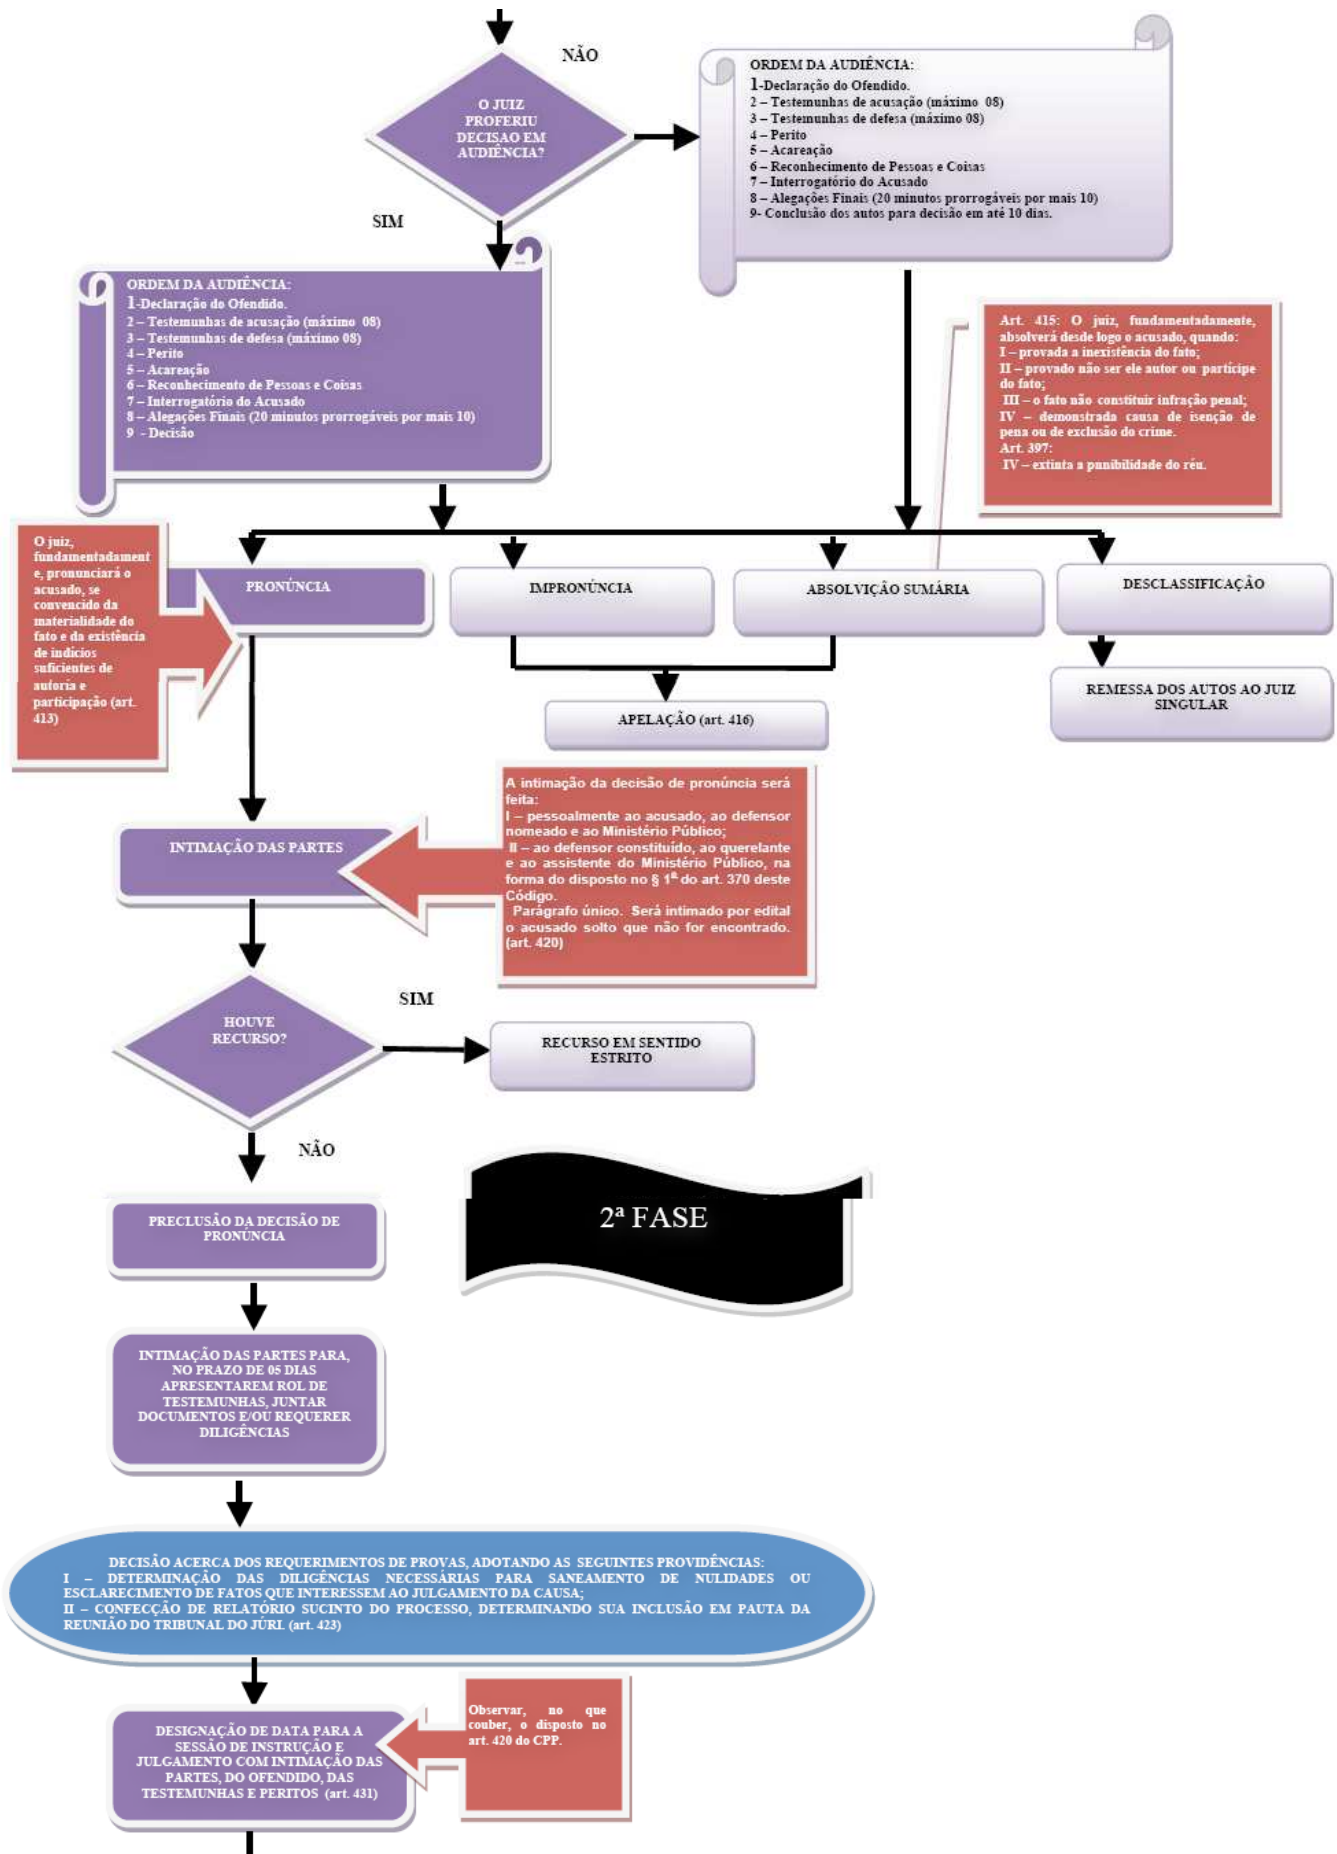 NÃO
O JUIZ
PROFERIU
DECISAO EM
AUDIÊNCIA?
SIM
ORDEM DA AUDIÊNCIA:
1-Declaração do Ofendido.
2 – Testemunhas de acusação (máximo 08)
3 – Testemunhas de defesa (máximo 08)
4 – Perito
5 – Acareação
6 – Reconhecimento de Pessoas e Coisas
7 – Interrogatório do Acusado
8 – Alegações Finais (20 minutos prorrogáveis por mais 10)
9- Conclusão dos autos para decisão em até 10 dias.
ORDEM DA AUDIÊNCIA:
1-Declaração do Ofendido.
2 – Testemunhas de acusação (máximo 08)
3 – Testemunhas de defesa (máximo 08)
4 – Perito
5 – Acareação
6 – Reconhecimento de Pessoas e Coisas
7 – Interrogatório do Acusado
8 – Alegações Finais (20 minutos prorrogáveis por mais 10)
9 - Decisão
Art. 415: O juiz, fundamentadamente,
absolverá desde logo o acusado, quando:
I – provada a inexistência do fato;
II – provado não ser ele autor ou partícipe
do fato;
III – o fato não constituir infração penal;
IV – demonstrada causa de isenção de
pena ou de exclusão do crime.
Art. 397:
IV – extinta a punibilidade do réu.
O juiz,
fundamentadament
e, pronunciará o
acusado, se
convencido da
materialidade do
fato e da existência
de indícios
suficientes de
autoria e
participação (art.
413)
PRONÚNCIA
IMPRONÚNCIA
ABSOLVIÇÃO SUMÁRIA
DESCLASSIFICAÇÃO
APELAÇÃO (art. 416)
REMESSA DOS AUTOS AO JUIZ
SINGULAR
INTIMAÇÃO DAS PARTES
A intimação da decisão de pronúncia será
feita:
I – pessoalmente ao acusado, ao defensor
nomeado e ao Ministério Público;
II – ao defensor constituído, ao querelante
e ao assistente do Ministério Público, na
forma do disposto no § 1º do art. 370 deste
Código.
Parágrafo único. Será intimado por edital
o acusado solto que não for encontrado.
(art. 420)
HOUVE
RECURSO?
SIM
RECURSO EM SENTIDO
ESTRITO
NÃO
2ª FASE
PRECLUSÃO DA DECISÃO DE
PRONÚNCIA
INTIMAÇÃO DAS PARTES PARA,
NO PRAZO DE 05 DIAS
APRESENTAREM ROL DE
TESTEMUNHAS, JUNTAR
DOCUMENTOS E/OU REQUERER
DILIGÊNCIAS
DECISÃO ACERCA DOS REQUERIMENTOS DE PROVAS, ADOTANDO AS SEGUINTES PROVIDÊNCIAS:
I – DETERMINAÇÃO DAS DILIGÊNCIAS NECESSÁRIAS PARA SANEAMENTO DE NULIDADES OU
ESCLARECIMENTO DE FATOS QUE INTERESSEM AO JULGAMENTO DA CAUSA;
II – CONFECÇÃO DE RELATÓRIO SUCINTO DO PROCESSO, DETERMINANDO SUA INCLUSÃO EM PAUTA DA
REUNIÃO DO TRIBUNAL DO JÚRI. (art. 423)
DESIGNAÇÃO DE DATA PARA A
SESSÃO DE INSTRUÇÃO E
JULGAMENTO COM INTIMAÇÃO DAS
PARTES, DO OFENDIDO, DAS
TESTEMUNHAS E PERITOS (art. 431)
Observar, no que
couber, o disposto no
art. 420 do CPP.